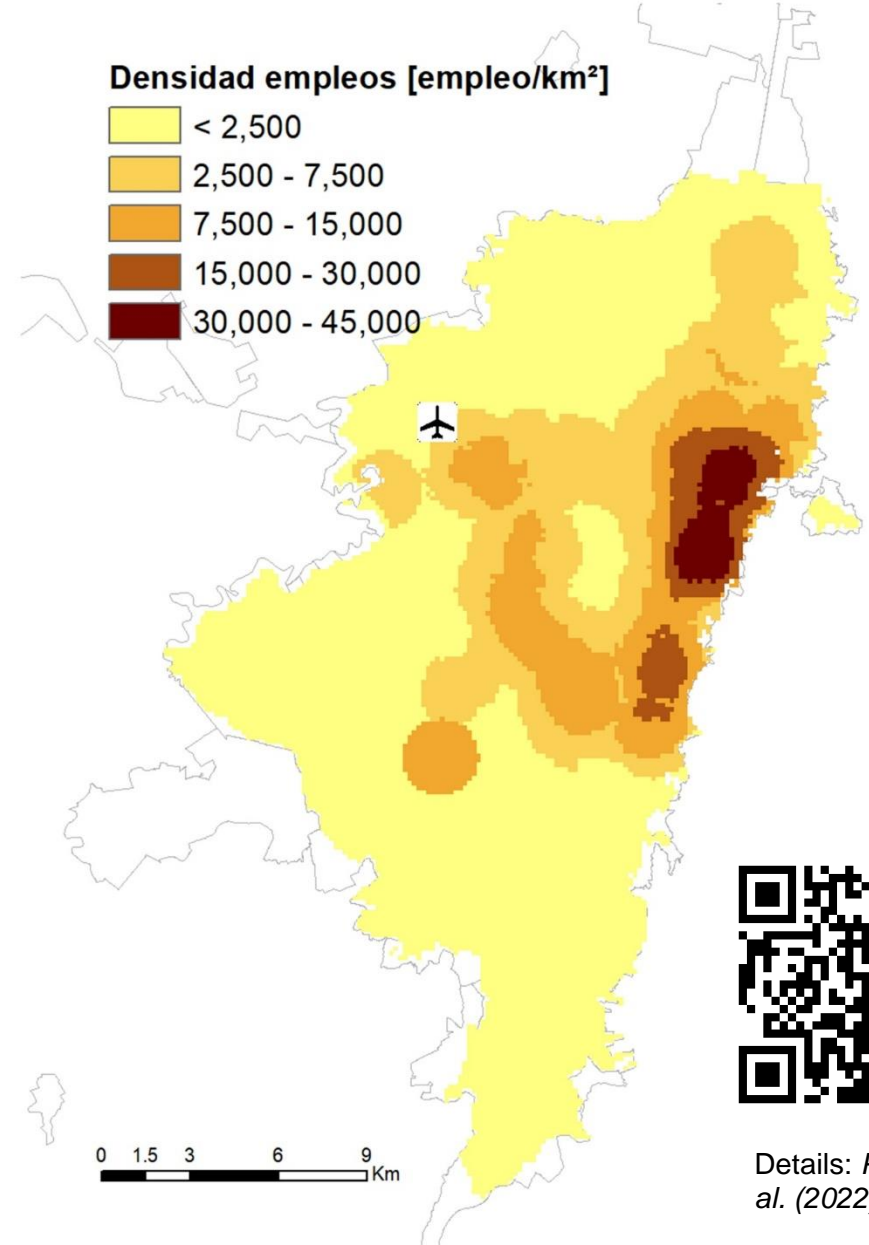 Densidad empleos [empleo/km²]
< 2,500
2,500 - 7,500
7,500 - 15,000
15,000 - 30,000
30,000 - 45,000
0 1.5 3 6 9
Km
Details:
al. (2022)